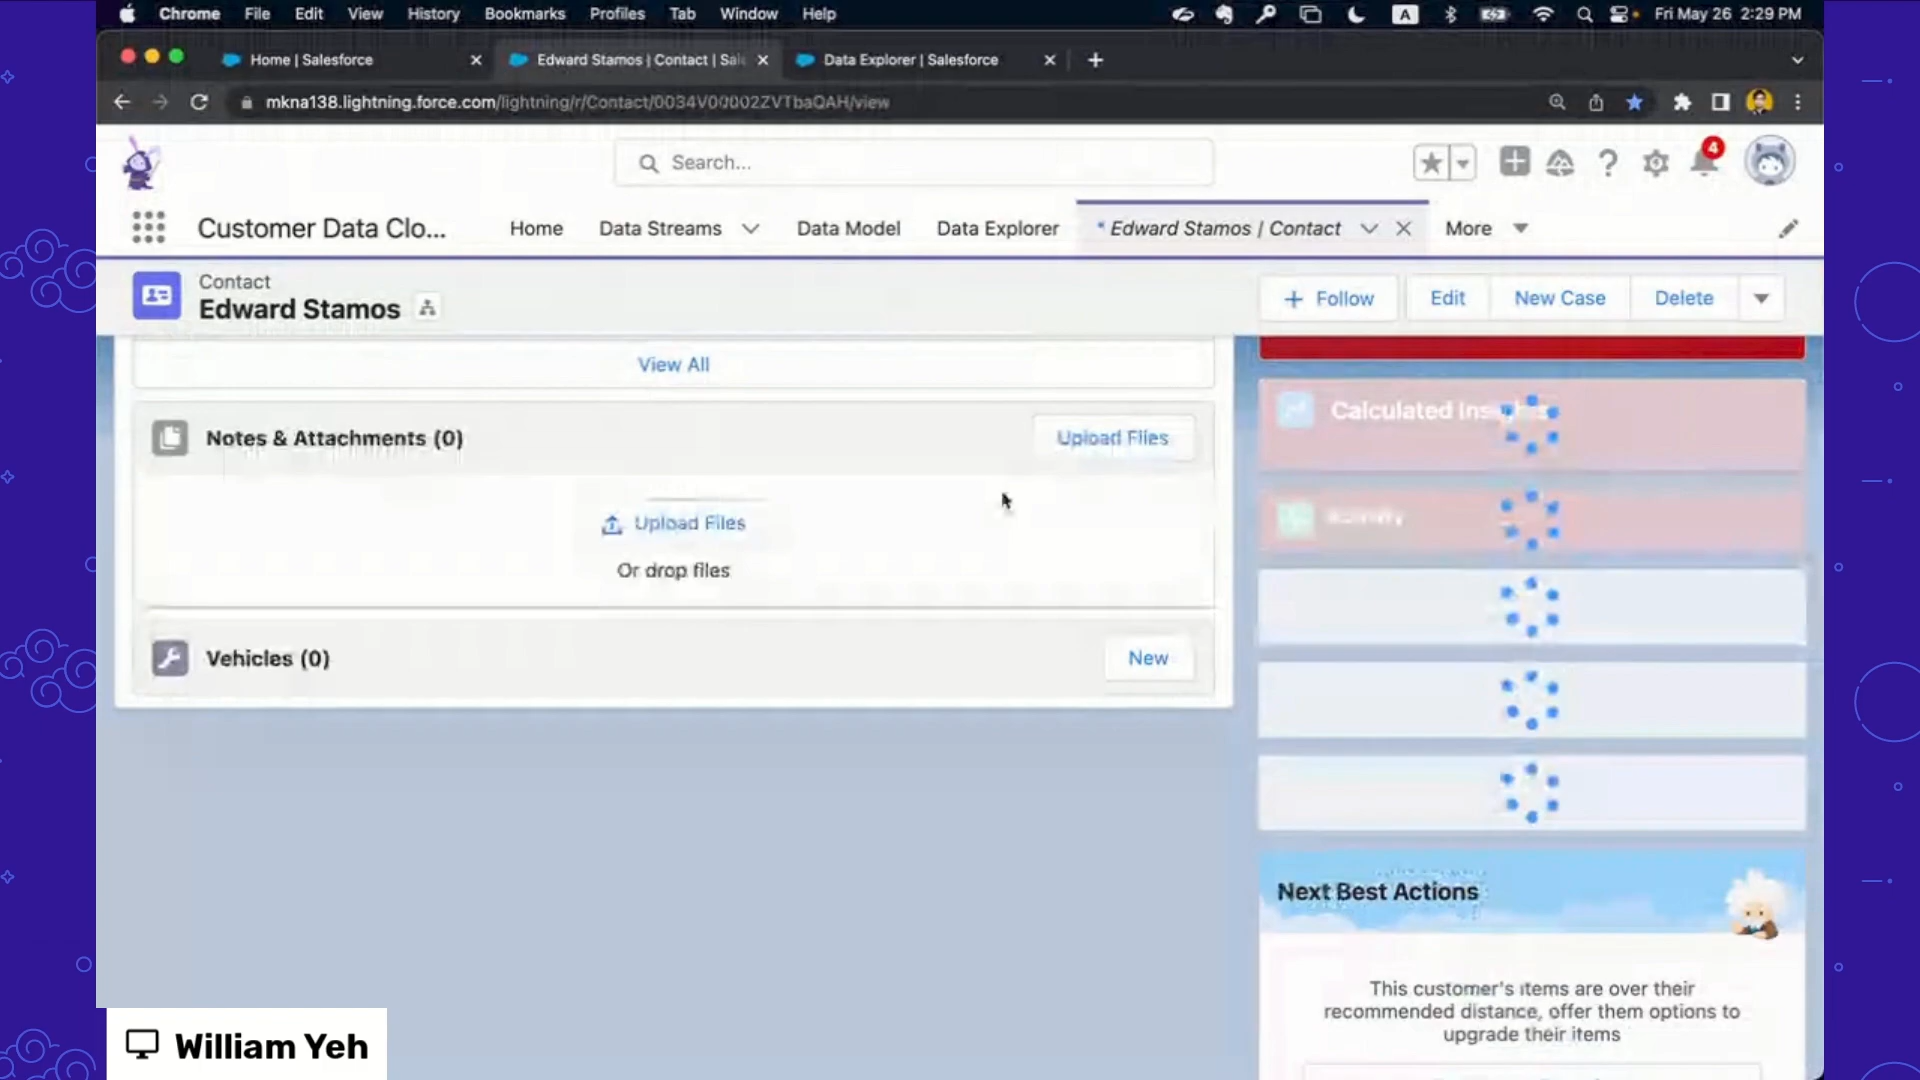 Chrome File Edit View History Bookmarks Profiles Tab Window Help A Fri May 26 2:29 PM
Home | Salesforce Edward Stamos | Contact | Sal Data Explorer | Salesforce
mkna138.lightning.force.com/lightning/r/Contact/0034V00002ZVTbaQAH/view
Search... 4
Customer Data Clo... Home Data Streams Data Model Data Explorer * Edward Stamos | Contact More
Contact
Edward Stamos
Follow Edit New Case Delete
View All
Notes & Attachments (0) Upload Files
Upload Files
Or drop files
Vehicles (0) New
Calculated Insights
Activity
Next Best Actions
This customer's items are over their
recommended distance, offer them options to
upgrade their items
William Yeh